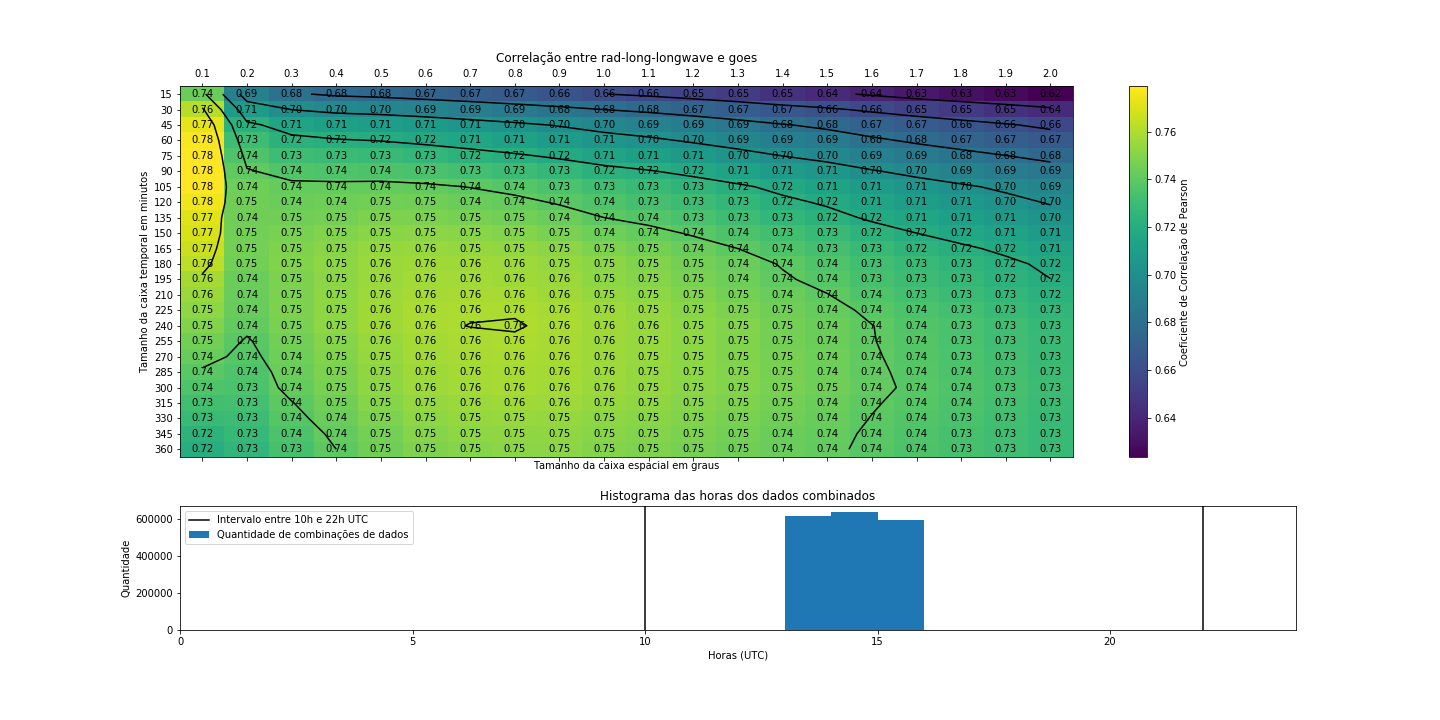 Correlação entre rad-long-longwave e goes
0.1 0.2 0.3 0.4 0.5 0.6 0.7 0.8 0.9 1.0 1.1 1.2 1.3 1.4 1.5 1.6 1.7 1.8 1.9 2.0
15 0.74 0.69 0.68 0.68 0.68 0.67 0.67 0.67 0.66 0.66 0.66 0.65 0.65 0.65 0.64 0.64 0.63 0.63 0.63 0.62
30 0.76 0.71 0.70 0.70 0.70 0.69 0.69 0.69 0.68 0.68 0.68 0.67 0.67 0.67 0.66 0.66 0.65 0.65 0.65 0.64
45 0.77 0.72 0.71 0.71 0.71 0.71 0.71 0.70 0.70 0.70 0.69 0.69 0.69 0.68 0.68 0.67 0.67 0.66 0.66 0.66
60 0.78 0.73 0.72 0.72 0.72 0.72 0.71 0.71 0.71 0.71 0.70 0.70 0.69 0.69 0.69 0.68 0.68 0.67 0.67 0.67
75 0.78 0.74 0.73 0.73 0.73 0.73 0.72 0.72 0.72 0.71 0.71 0.71 0.70 0.70 0.70 0.69 0.69 0.68 0.68 0.68
90 0.78 0.74 0.74 0.74 0.74 0.73 0.73 0.73 0.73 0.72 0.72 0.72 0.71 0.71 0.71 0.70 0.70 0.69 0.69 0.69
105 0.78 0.74 0.74 0.74 0.74 0.74 0.74 0.74 0.73 0.73 0.73 0.73 0.72 0.72 0.71 0.71 0.71 0.70 0.70 0.69
120 0.78 0.75 0.74 0.74 0.75 0.75 0.74 0.74 0.74 0.74 0.73 0.73 0.73 0.72 0.72 0.71 0.71 0.71 0.70 0.70
135 0.77 0.74 0.75 0.75 0.75 0.75 0.75 0.75 0.74 0.74 0.74 0.73 0.73 0.73 0.72 0.72 0.71 0.71 0.71 0.70
150 0.77 0.75 0.75 0.75 0.75 0.75 0.75 0.75 0.75 0.74 0.74 0.74 0.74 0.73 0.73 0.72 0.72 0.72 0.71 0.71
165 0.77 0.75 0.75 0.75 0.75 0.75 0.75 0.75 0.75 0.75 0.75 0.74 0.74 0.74 0.73 0.73 0.72 0.72 0.72 0.71
180 0.76 0.75 0.75 0.75 0.76 0.76 0.76 0.76 0.75 0.75 0.75 0.75 0.74 0.74 0.74 0.73 0.73 0.73 0.72 0.72
195 0.76 0.74 0.75 0.75 0.76 0.76 0.76 0.76 0.76 0.75 0.75 0.75 0.74 0.74 0.74 0.73 0.73 0.73 0.72 0.72
210 0.76 0.74 0.75 0.75 0.76 0.76 0.76 0.76 0.76 0.75 0.75 0.75 0.75 0.74 0.74 0.74 0.73 0.73 0.73 0.72
225 0.75 0.74 0.75 0.75 0.76 0.76 0.76 0.76 0.76 0.76 0.75 0.75 0.75 0.75 0.74 0.74 0.73 0.73 0.73 0.73
240 0.75 0.74 0.75 0.75 0.76 0.76 0.76 0.76 0.76 0.76 0.75 0.75 0.75 0.75 0.74 0.74 0.73 0.73 0.73 0.73
255 0.75 0.74 0.74 0.75 0.75 0.76 0.76 0.76 0.76 0.76 0.75 0.75 0.75 0.75 0.74 0.74 0.74 0.73 0.73 0.73
270 0.74 0.74 0.74 0.75 0.75 0.76 0.76 0.76 0.76 0.76 0.75 0.75 0.75 0.75 0.74 0.74 0.74 0.73 0.73 0.73
285 0.74 0.74 0.74 0.75 0.75 0.76 0.76 0.76 0.76 0.75 0.75 0.75 0.75 0.75 0.74 0.74 0.74 0.73 0.73 0.73
300 0.74 0.73 0.74 0.75 0.75 0.76 0.76 0.76 0.76 0.75 0.75 0.75 0.75 0.75 0.74 0.74 0.74 0.74 0.73 0.73
315 0.73 0.73 0.74 0.75 0.75 0.75 0.76 0.76 0.76 0.75 0.75 0.75 0.75 0.74 0.74 0.74 0.74 0.73 0.73 0.73
330 0.73 0.73 0.74 0.74 0.75 0.75 0.75 0.75 0.75 0.75 0.75 0.75 0.75 0.74 0.74 0.74 0.74 0.73 0.73 0.73
345 0.72 0.73 0.74 0.74 0.75 0.75 0.75 0.75 0.75 0.75 0.75 0.75 0.75 0.74 0.74 0.74 0.74 0.73 0.73 0.73
360 0.72 0.73 0.73 0.74 0.75 0.75 0.75 0.75 0.75 0.75 0.75 0.75 0.74 0.74 0.74 0.74 0.73 0.73 0.73 0.73
Tamanho da caixa temporal em minutos
Tamanho da caixa espacial em graus
0.76
0.74
0.72
0.70
0.68
0.66
0.64
Coeficiente de Correlação de Pearson
Histograma das horas dos dados combinados
Intervalo entre 10h e 22h UTC
Quantidade de combinações de dados
600000
400000
200000
0
Quantidade
0 5 10 15 20
Horas (UTC)